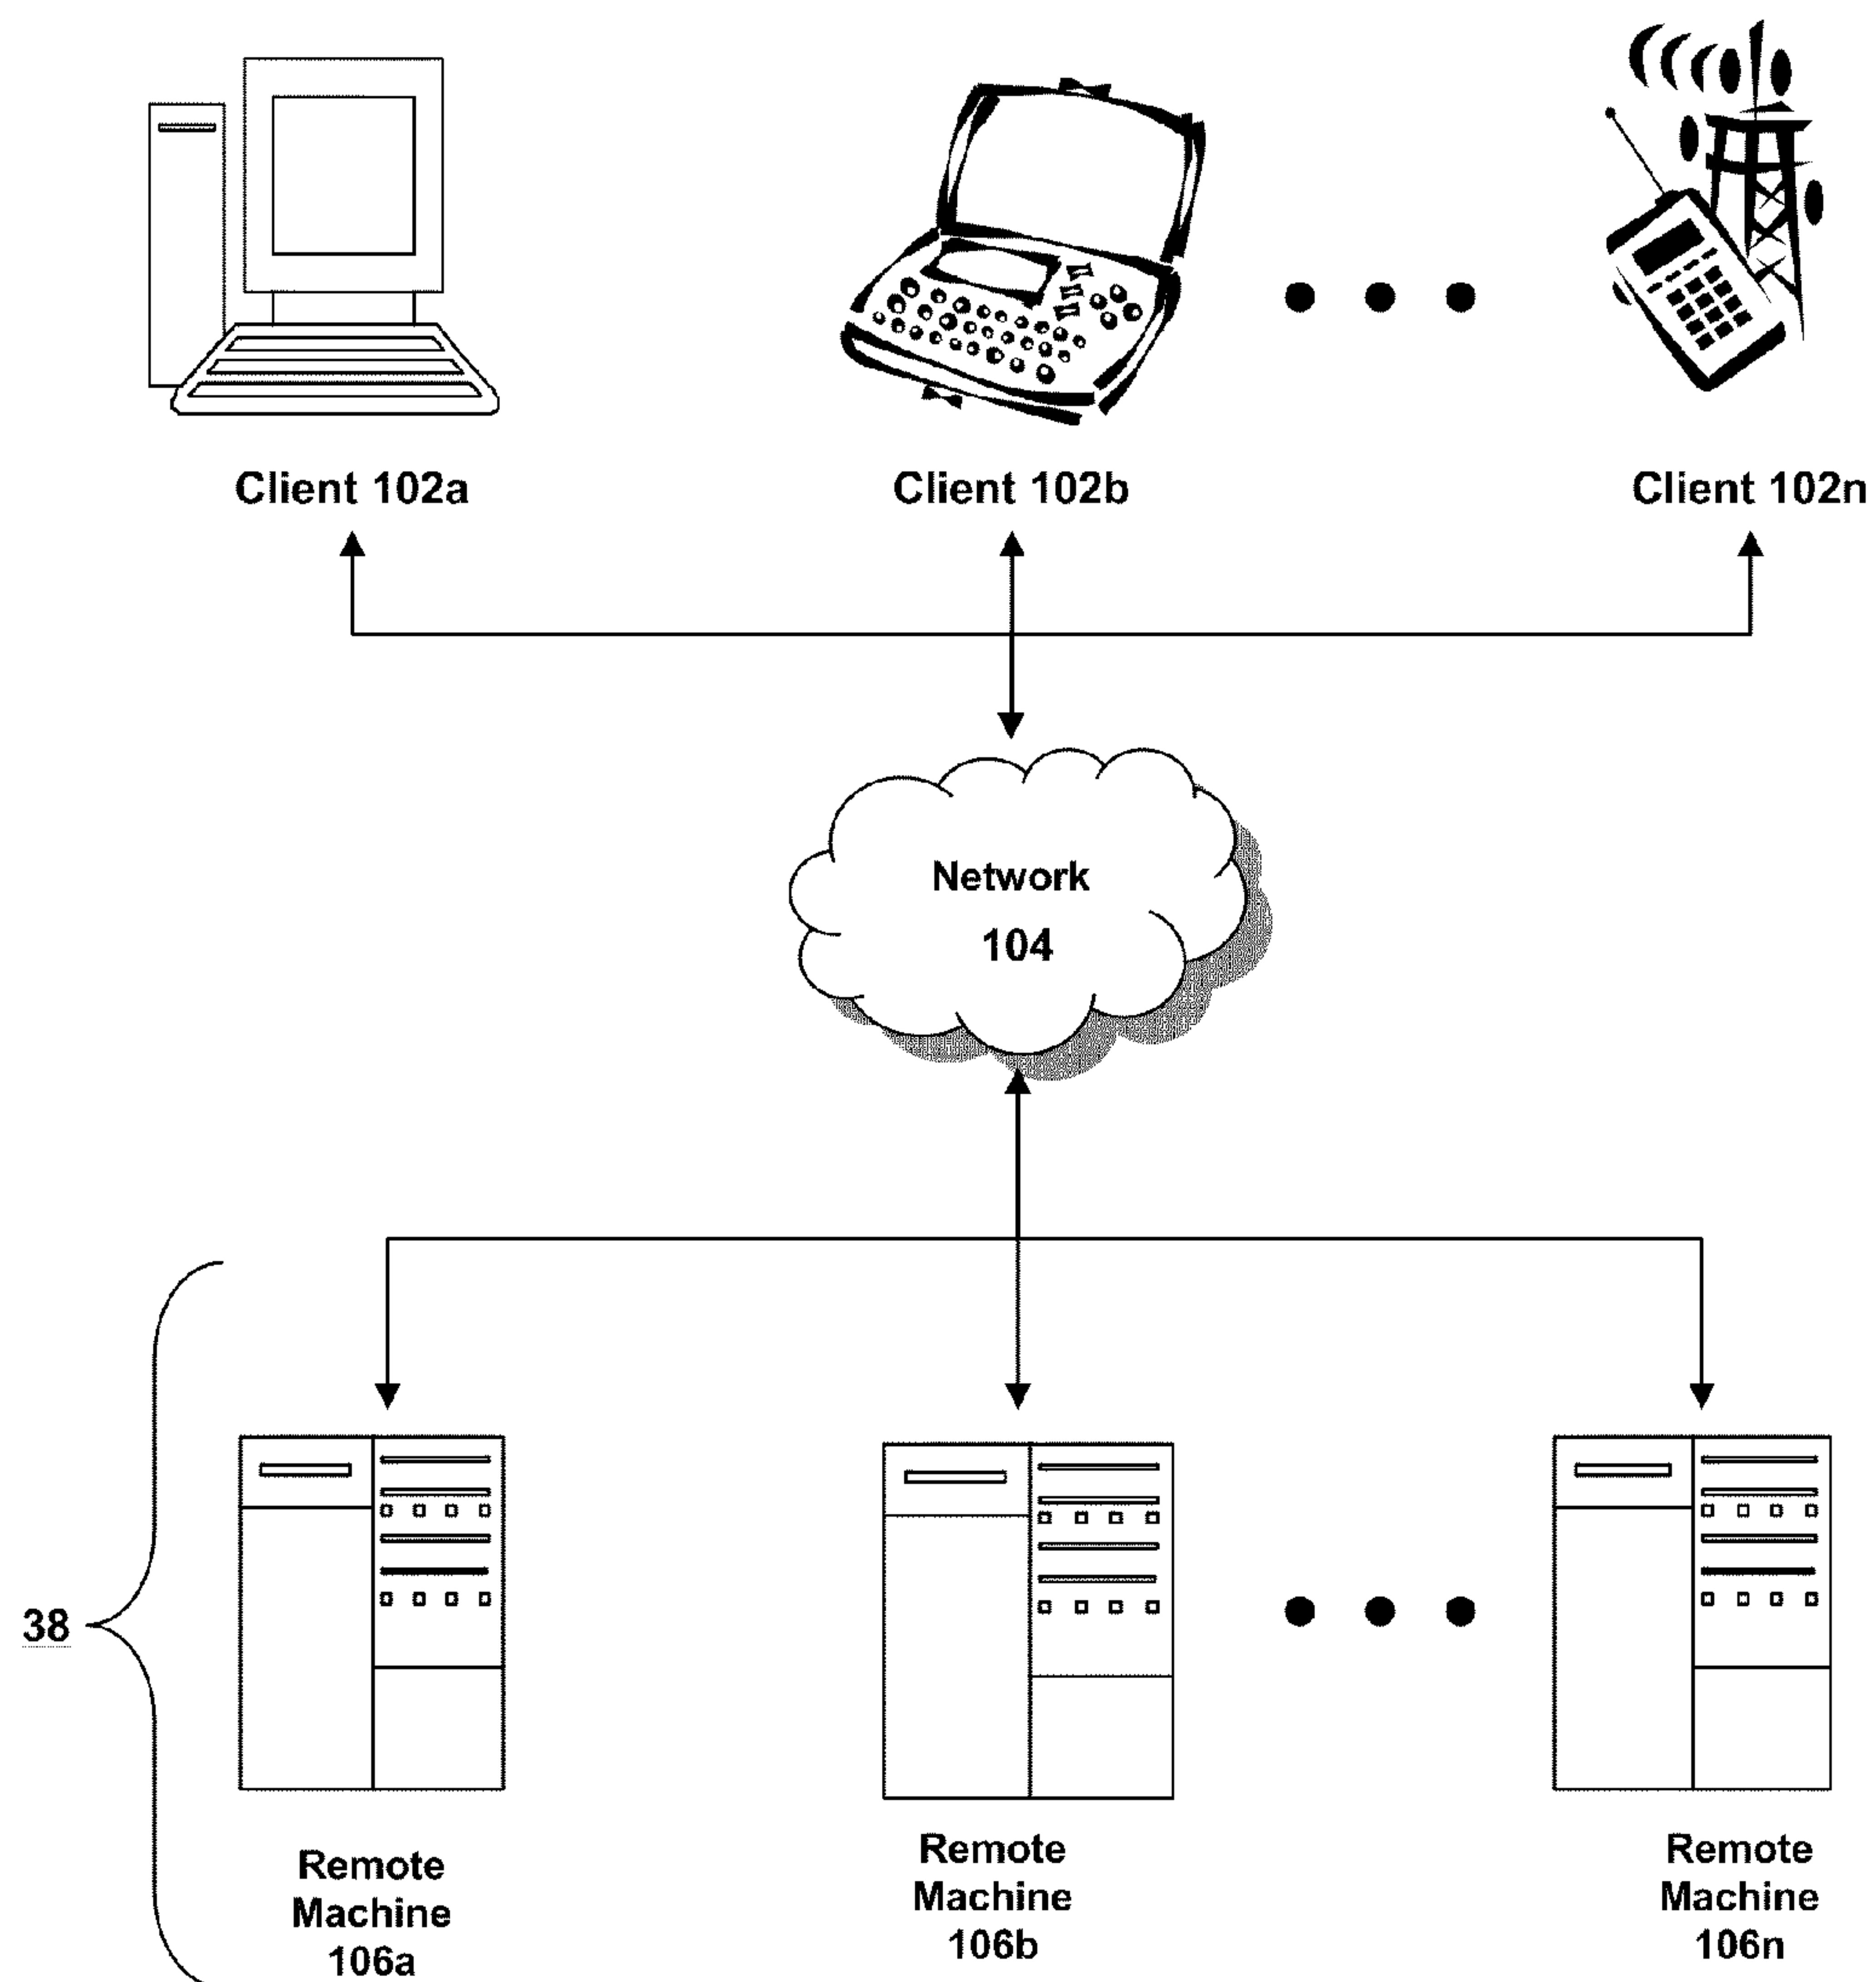 Client 102a
Client 102b
Client 102n
Network
104
38
Remote
Machine
106a
Remote
Machine
106b
Remote
Machine
106n